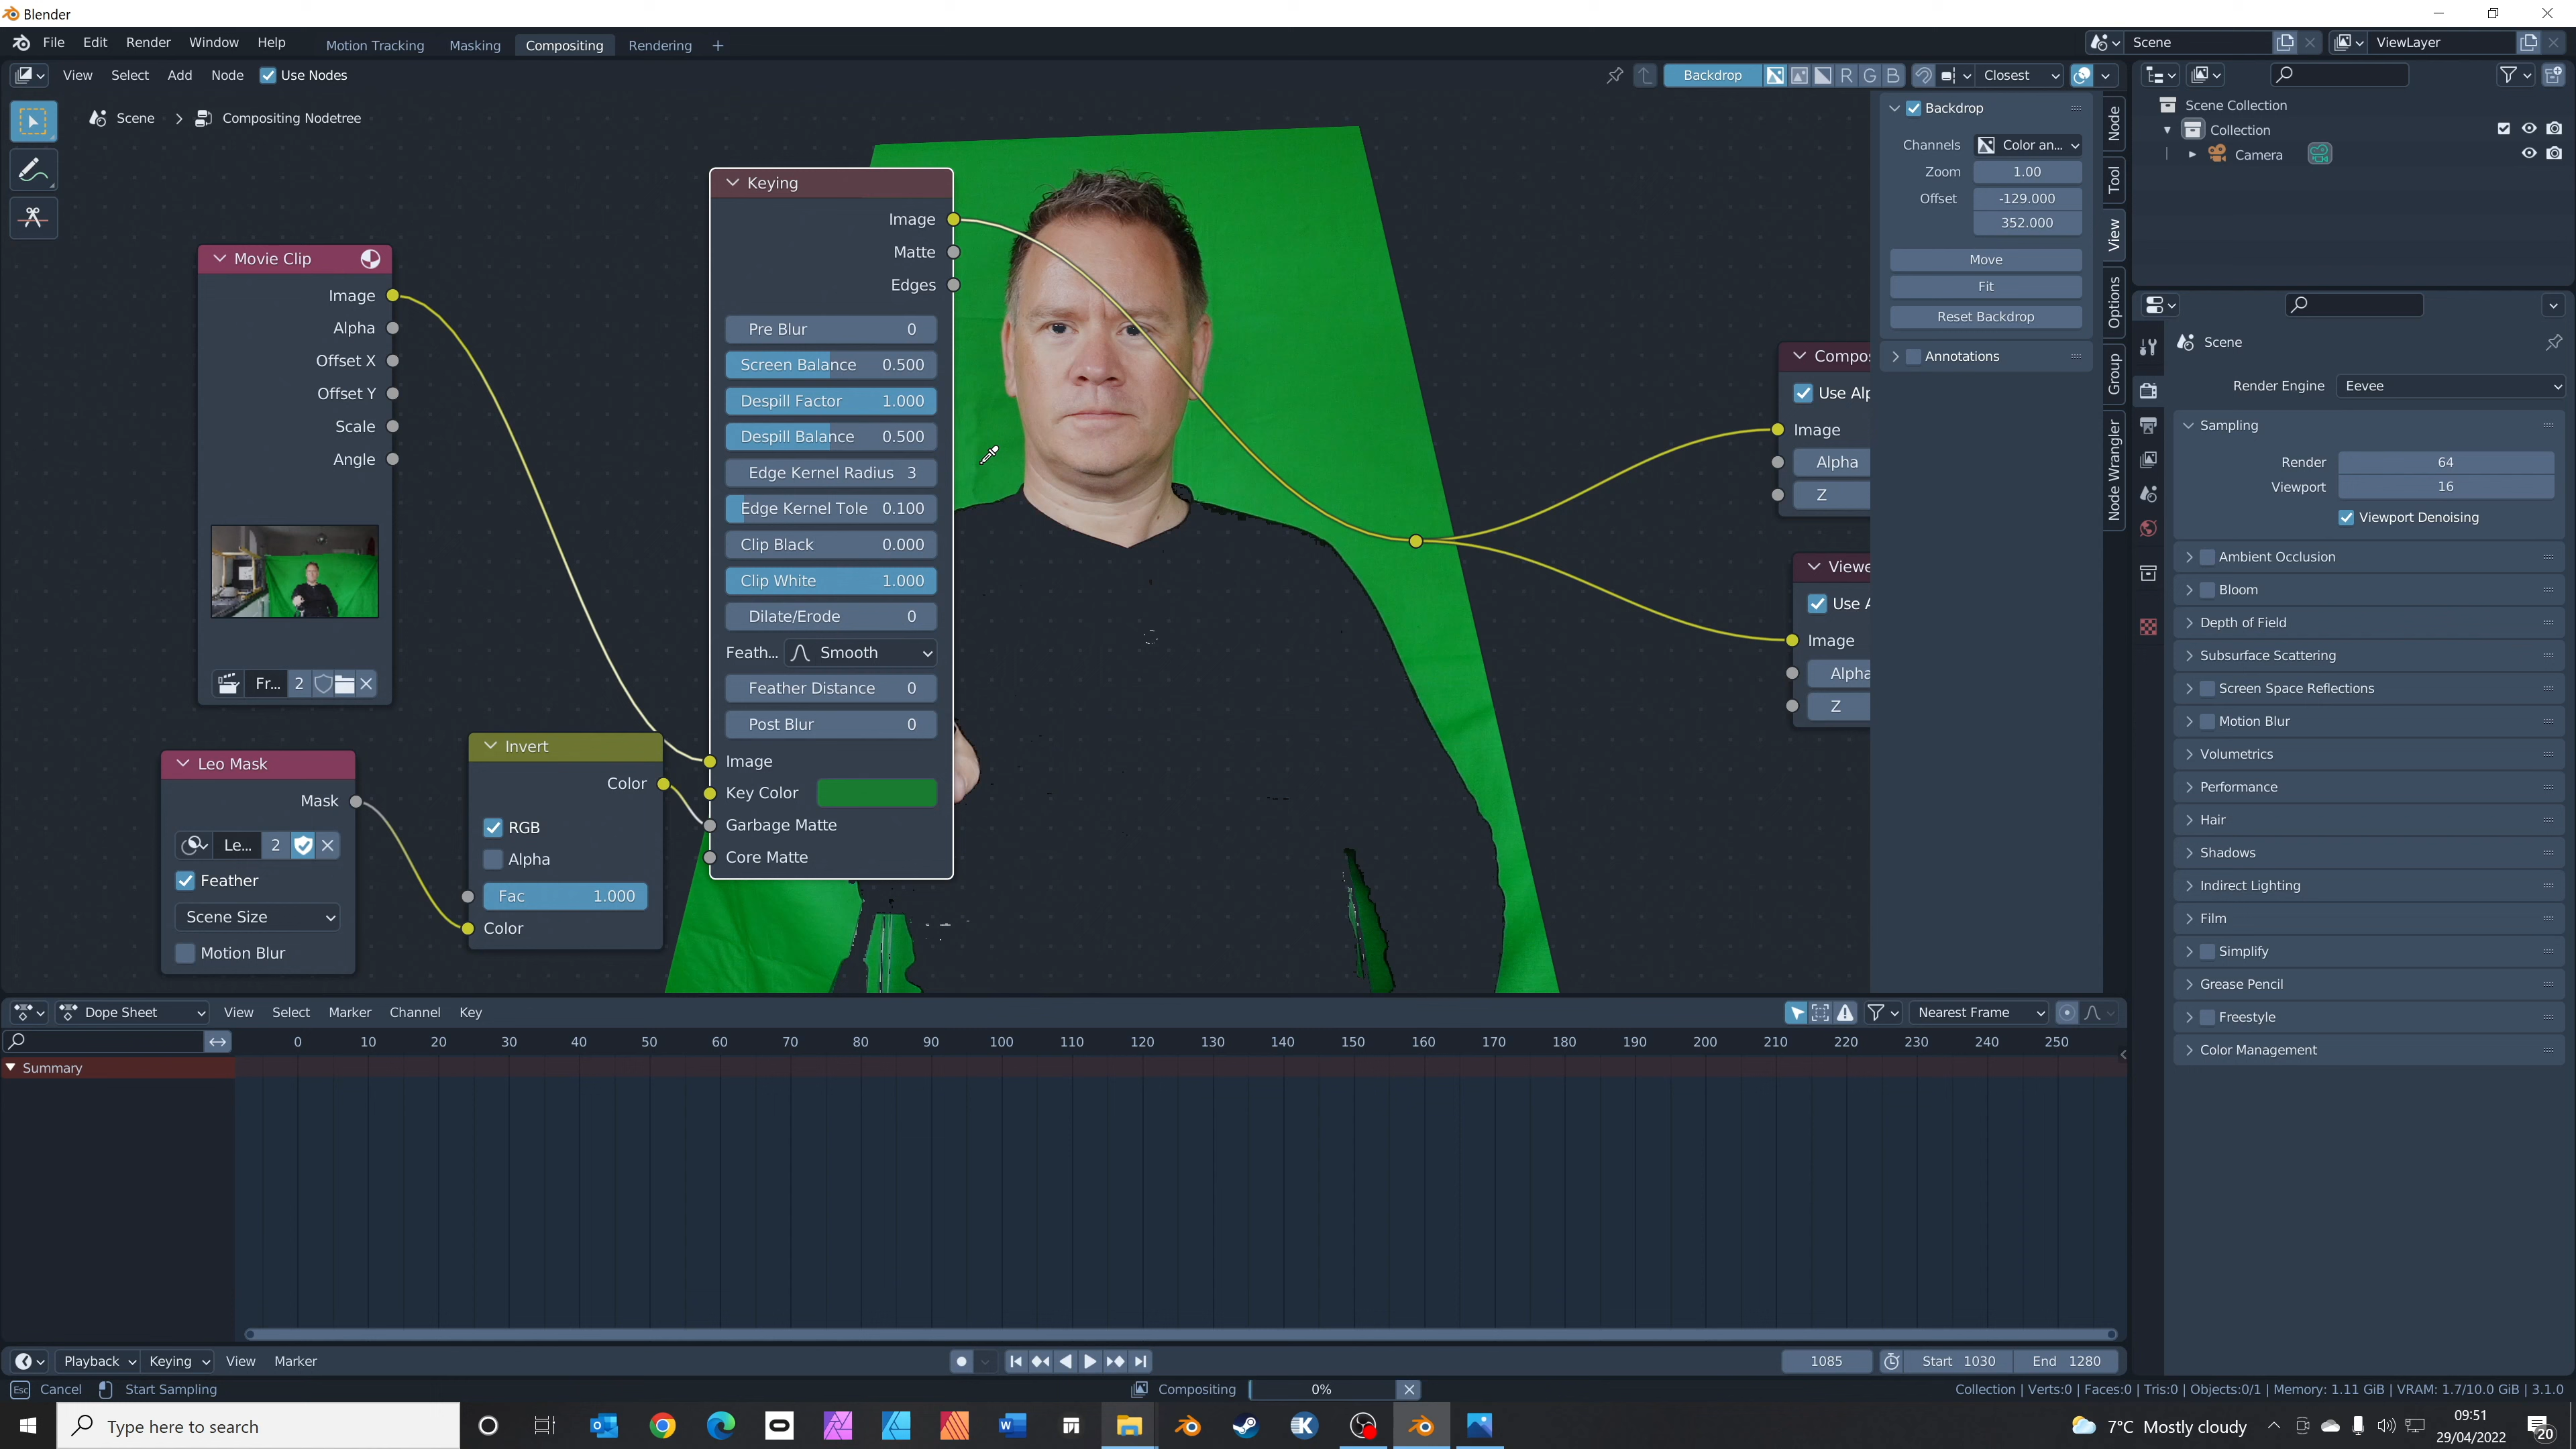 Blender
File Edit Render Window Help Motion Tracking Masking Compositing Rendering +
Scene ViewLayer
View Select Add Node Use Nodes
Backdrop R G B Closest
Scene > Compositing Nodetree
Movie Clip
Image
Alpha
Offset X
Offset Y
Scale
Angle
Fr... 2
Leo Mask
Mask
Le... 2
Feather
Scene Size
Motion Blur
Invert
Color
RGB
Alpha
Fac 1.000
Color
Keying
Image
Matte
Edges
Pre Blur 0
Screen Balance 0.500
Despill Factor 1.000
Despill Balance 0.500
Edge Kernel Radius 3
Edge Kernel Tole 0.100
Clip Black 0.000
Clip White 1.000
Dilate/Erode 0
Feath... Smooth
Feather Distance 0
Post Blur 0
Image
Key Color
Garbage Matte
Core Matte
Compos
Use Alp
Image
Alpha
Z
Viewe
Use A
Image
Alpha
Z
Backdrop
Channels Color an...
Zoom 1.00
Offset -129.000
352.000
Move
Fit
Reset Backdrop
Annotations
Node
Tool
View
Options
Group
Node Wrangler
Scene Collection
Collection
Camera
Scene
Render Engine Eevee
Sampling
Render 64
Viewport 16
Viewport Denoising
Ambient Occlusion
Bloom
Depth of Field
Subsurface Scattering
Screen Space Reflections
Motion Blur
Volumetrics
Performance
Hair
Shadows
Indirect Lighting
Film
Simplify
Grease Pencil
Freestyle
Color Management
Dope Sheet View Select Marker Channel Key
Nearest Frame
0 10 20 30 40 50 60 70 80 90 100 110 120 130 140 150 160 170 180 190 200 210 220 230 240 250
Summary
Playback Keying View Marker
1085 Start 1030 End 1280
Esc Cancel Start Sampling
Compositing 0%
Collection | Verts:0 | Faces:0 | Tris:0 | Objects:0/1 | Memory: 1.11 GiB | VRAM: 1.7/10.0 GiB | 3.1.0
Type here to search
7°C Mostly cloudy
09:51
29/04/2022
20